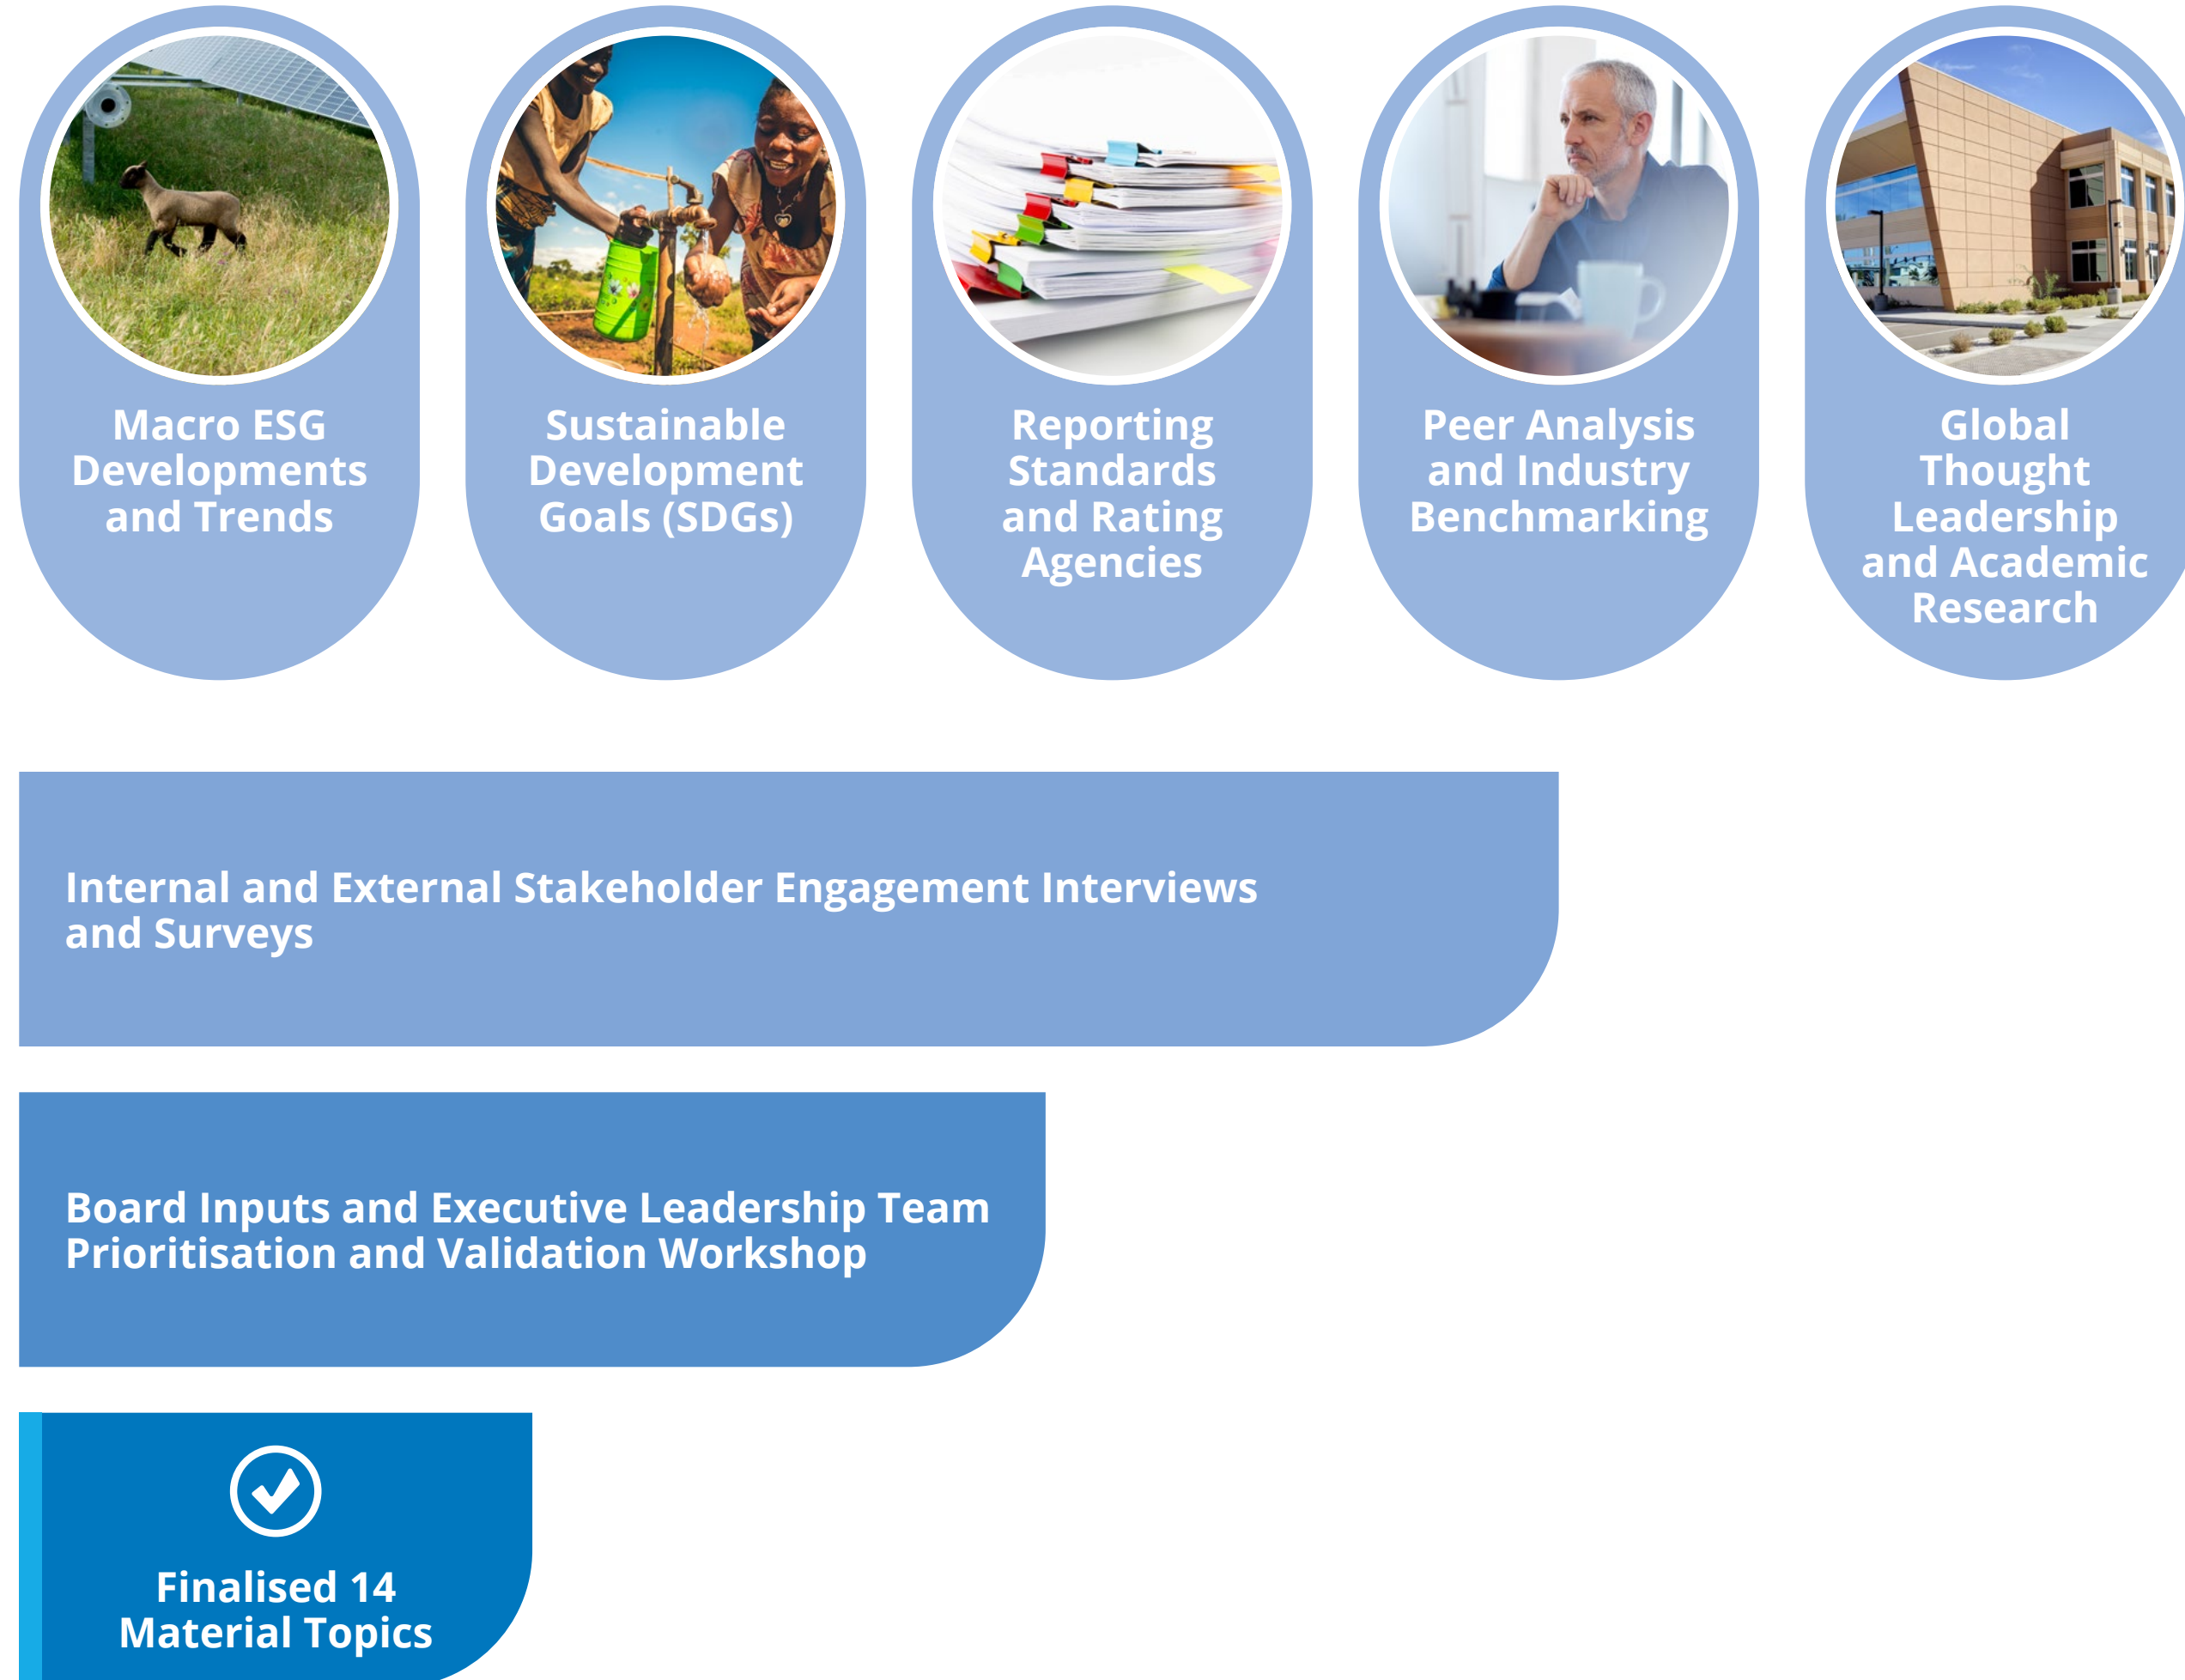 Macro ESG
Developments
and Trends
Sustainable
Development
Goals (SDGs)
Reporting
Standards
and Rating
Agencies
Peer Analysis
and Industry
Benchmarking
Global
Thought
Leadership
and Academic
Research
Internal and External Stakeholder Engagement Interviews
and Surveys
Board Inputs and Executive Leadership Team
Prioritisation and Validation Workshop
Finalised 14
Material Topics